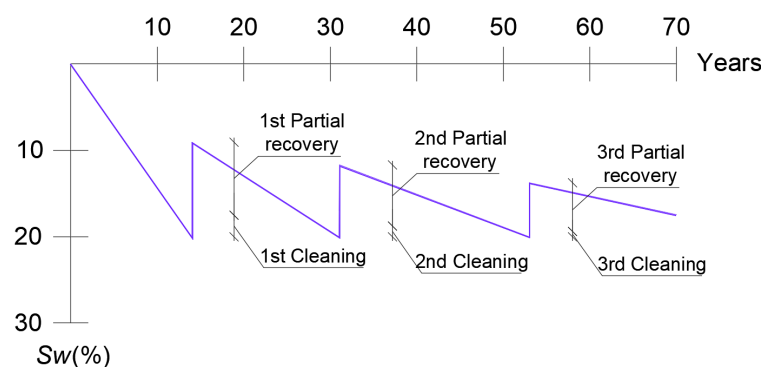 10 20 30 40 50 60 70
Years
1st Partial
recovery
2nd Partial
recovery
3rd Partial
recovery
10
20
30
1st Cleaning
2nd Cleaning
3rd Cleaning
Sw(%)